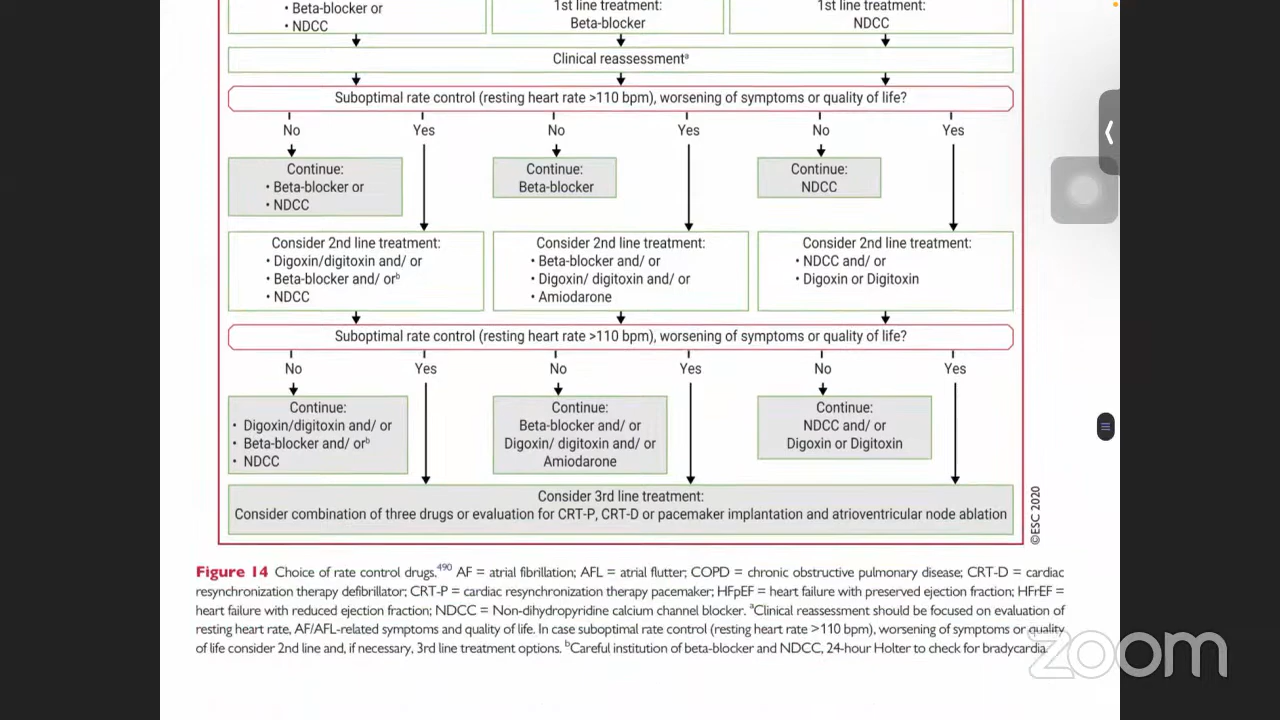 • Beta-blocker or
• NDCC
1st line treatment:
Beta-blocker
1st line treatment:
NDCC
Clinical reassessmentᵃ
Suboptimal rate control (resting heart rate >110 bpm), worsening of symptoms or quality of life?
No
Yes
No
Yes
No
Yes
Continue:
• Beta-blocker or
• NDCC
Continue:
Beta-blocker
Continue:
NDCC
Consider 2nd line treatment:
• Digoxin/digitoxin and/ or
• Beta-blocker and/ orᵇ
• NDCC
Consider 2nd line treatment:
• Beta-blocker and/ or
• Digoxin/ digitoxin and/ or
• Amiodarone
Consider 2nd line treatment:
• NDCC and/ or
• Digoxin or Digitoxin
Suboptimal rate control (resting heart rate >110 bpm), worsening of symptoms or quality of life?
No
Yes
No
Yes
No
Yes
Continue:
• Digoxin/digitoxin and/ or
• Beta-blocker and/ orᵇ
• NDCC
Continue:
Beta-blocker and/ or
Digoxin/ digitoxin and/ or
Amiodarone
Continue:
NDCC and/ or
Digoxin or Digitoxin
Consider 3rd line treatment:
Consider combination of three drugs or evaluation for CRT-P, CRT-D or pacemaker implantation and atrioventricular node ablation
©ESC 2020
Figure 14 Choice of rate control drugs.⁴⁹⁰ AF = atrial fibrillation; AFL = atrial flutter; COPD = chronic obstructive pulmonary disease; CRT-D = cardiac
resynchronization therapy defibrillator; CRT-P = cardiac resynchronization therapy pacemaker; HFpEF = heart failure with preserved ejection fraction; HFrEF =
heart failure with reduced ejection fraction; NDCC = Non-dihydropyridine calcium channel blocker. ᵃClinical reassessment should be focused on evaluation of
resting heart rate, AF/AFL-related symptoms and quality of life. In case suboptimal rate control (resting heart rate >110 bpm), worsening of symptoms or quality
of life consider 2nd line and, if necessary, 3rd line treatment options. ᵇCareful institution of beta-blocker and NDCC, 24-hour Holter to check for bradycardia.
zoom